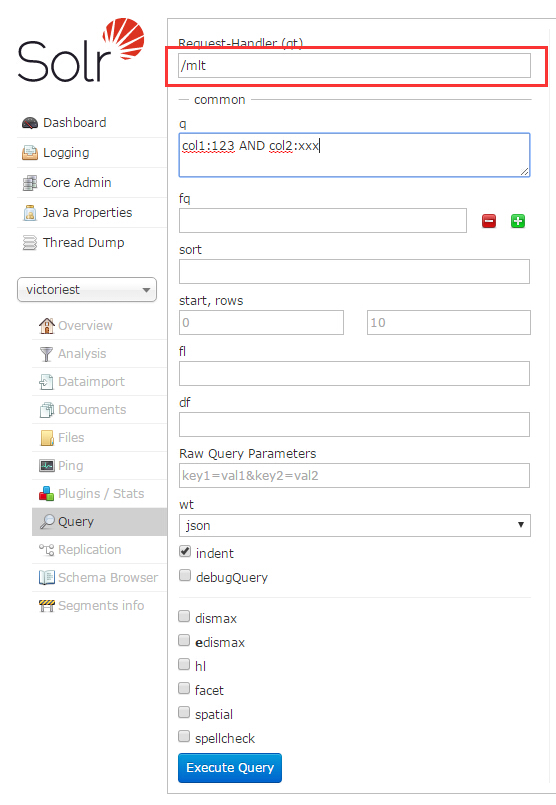 Solr
Dashboard
Logging
Core Admin
Java Properties
Thread Dump
victoriest
Overview
Analysis
Dataimport
Documents
Files
Ping
Plugins / Stats
Query
Replication
Schema Browser
Segments info
Request-Handler (qt)
/mlt
common
q
col1:123 AND col2:xxx
fq
sort
start, rows
0 10
fl
df
Raw Query Parameters
key1=val1&key2=val2
wt
json
indent
debugQuery
dismax
edismax
hl
facet
spatial
spellcheck
Execute Query